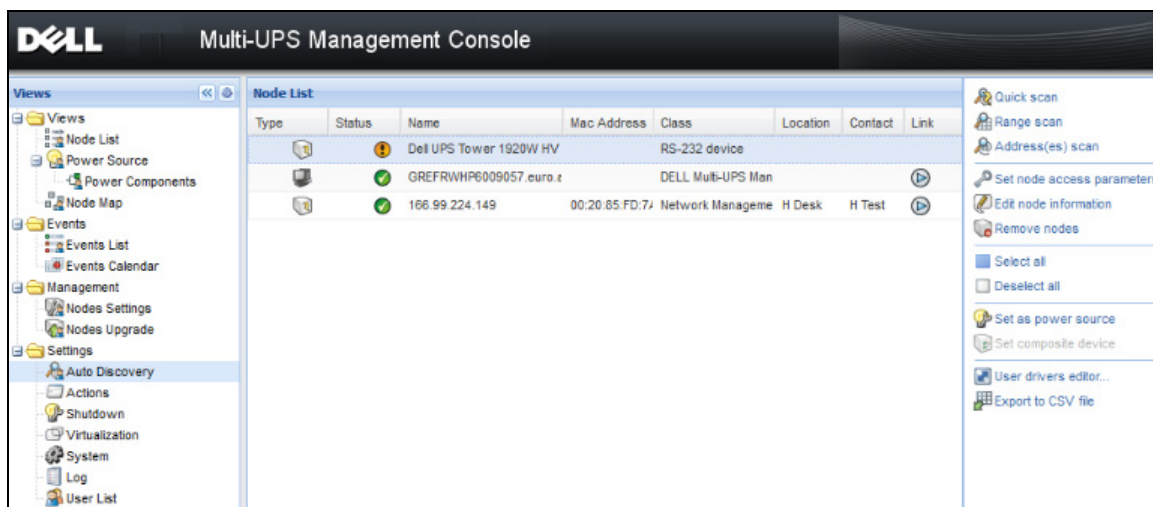 DELL Multi-UPS Management Console
Views
Views
Node List
Power Source
Power Components
Node Map
Events
Events List
Events Calendar
Management
Nodes Settings
Nodes Upgrade
Settings
Auto Discovery
Actions
Shutdown
Virtualization
System
Log
User List
Node List
Type Status Name Mac Address Class Location Contact Link
Dell UPS Tower 1920W HV RS-232 device
GREFRWHP6009057.euro.e DELL Multi-UPS Man
166.99.224.149 00:20:85:FD:7 Network Manageme H Desk H Test
Quick scan
Range scan
Address(es) scan
Set node access parameter
Edit node information
Remove nodes
Select all
Deselect all
Set as power source
Set composite device
User drivers editor...
Export to CSV file